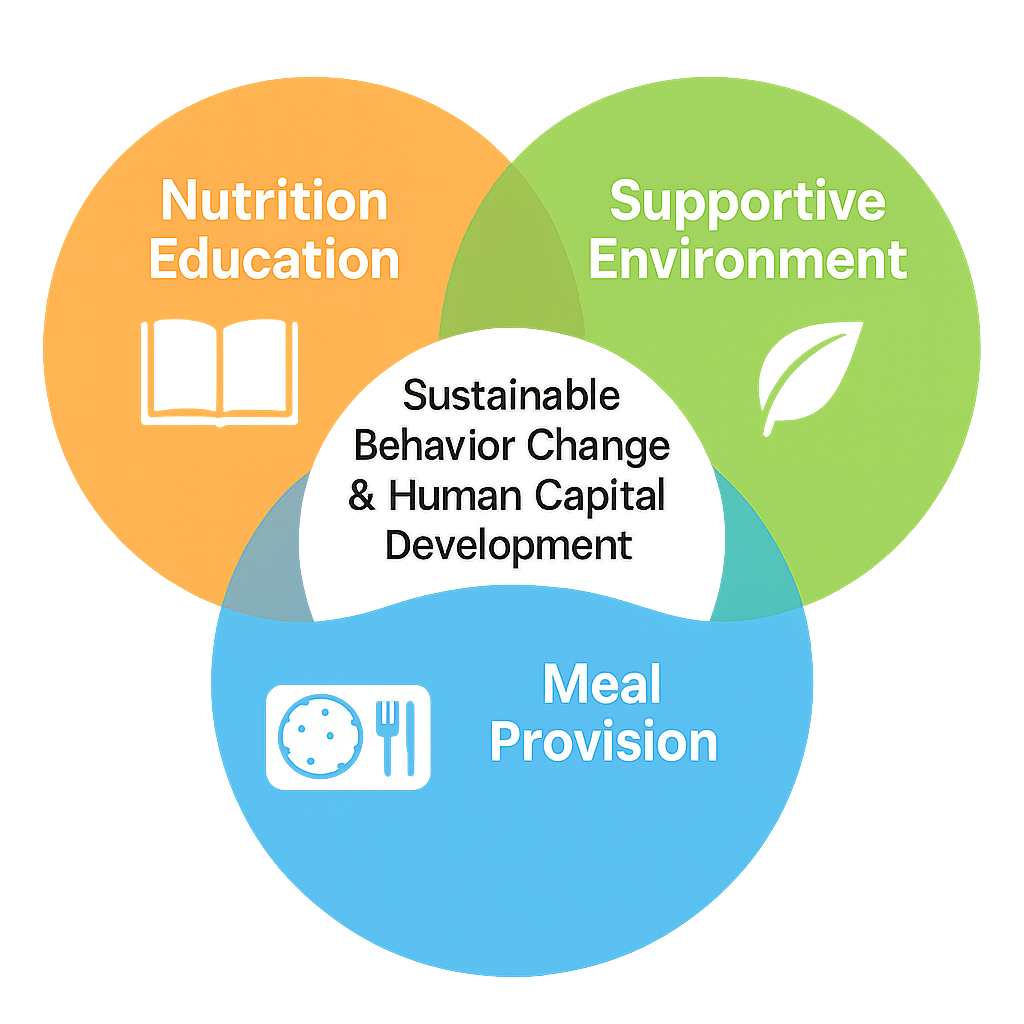 Nutrition
Education
Supportive
Environment
Sustainable
Behavior Change
& Human Capital
Development
Meal
Provision